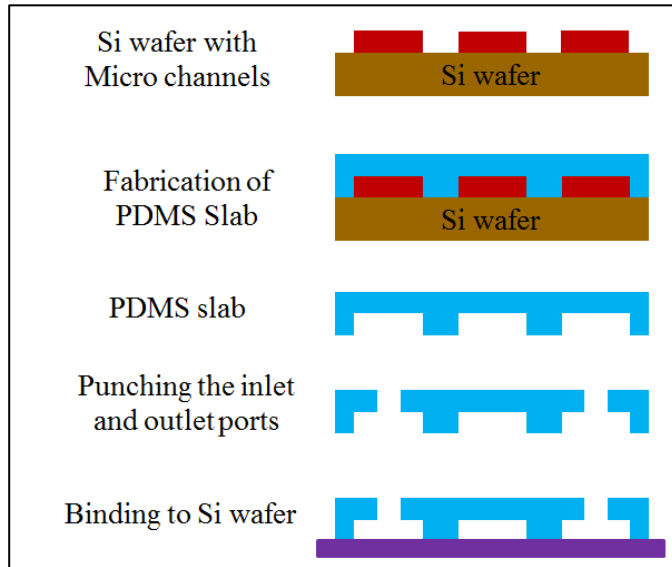 Si wafer with
Micro channels
Si wafer
Fabrication of
PDMS Slab
Si wafer
PDMS slab
Punching the inlet
and outlet ports
Binding to Si wafer